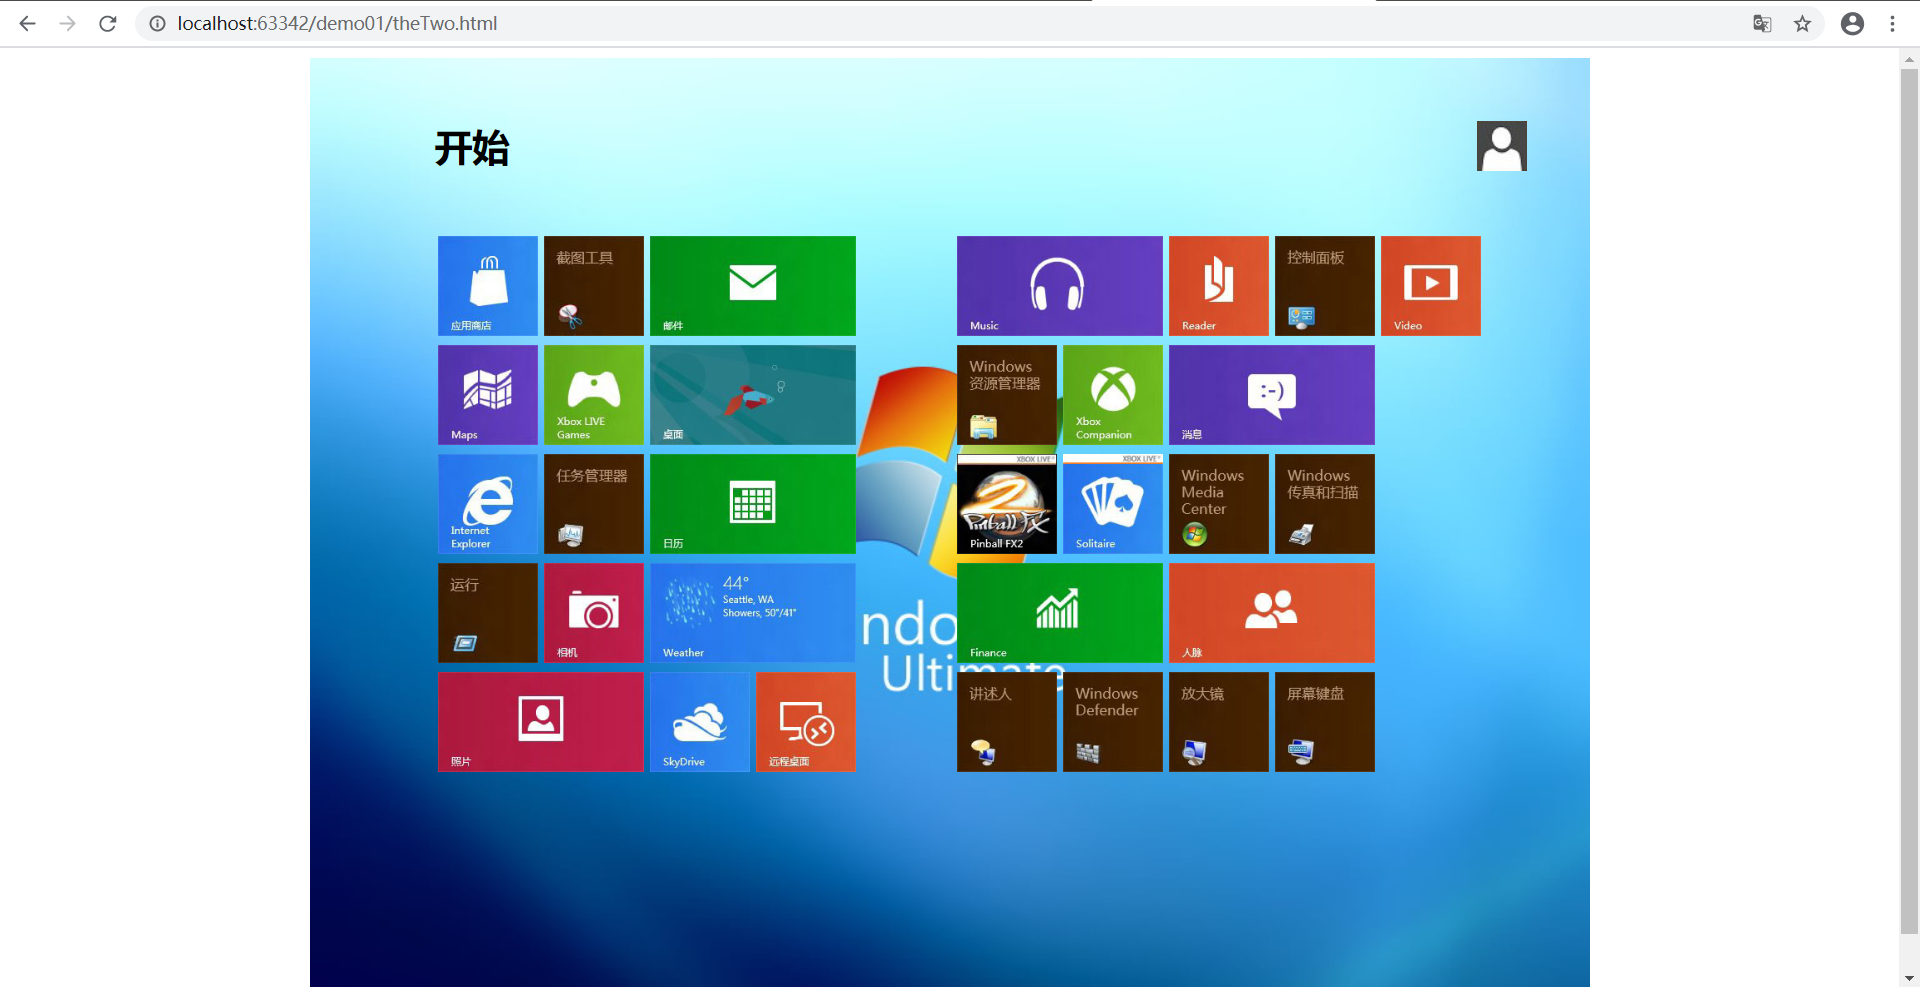 localhost:63342/demo01/theTwo.html
开始
应用商店
截图工具
邮件
Maps
Xbox LIVE
Games
桌面
Internet
Explorer
任务管理器
日历
运行
相机
44°
Seattle, WA
Showers, 50°/41°
Weather
照片
SkyDrive
远程桌面
Music
Reader
控制面板
Video
Windows
资源管理器
Xbox
Companion
:-)
消息
XBOX LIVE
Pinball FX
Pinball FX2
XBOX LIVE
Solitaire
Windows
Media
Center
Windows
传真和扫描
Finance
人脉
讲述人
Windows
Defender
放大镜
屏幕键盘
ndo
Ultimate